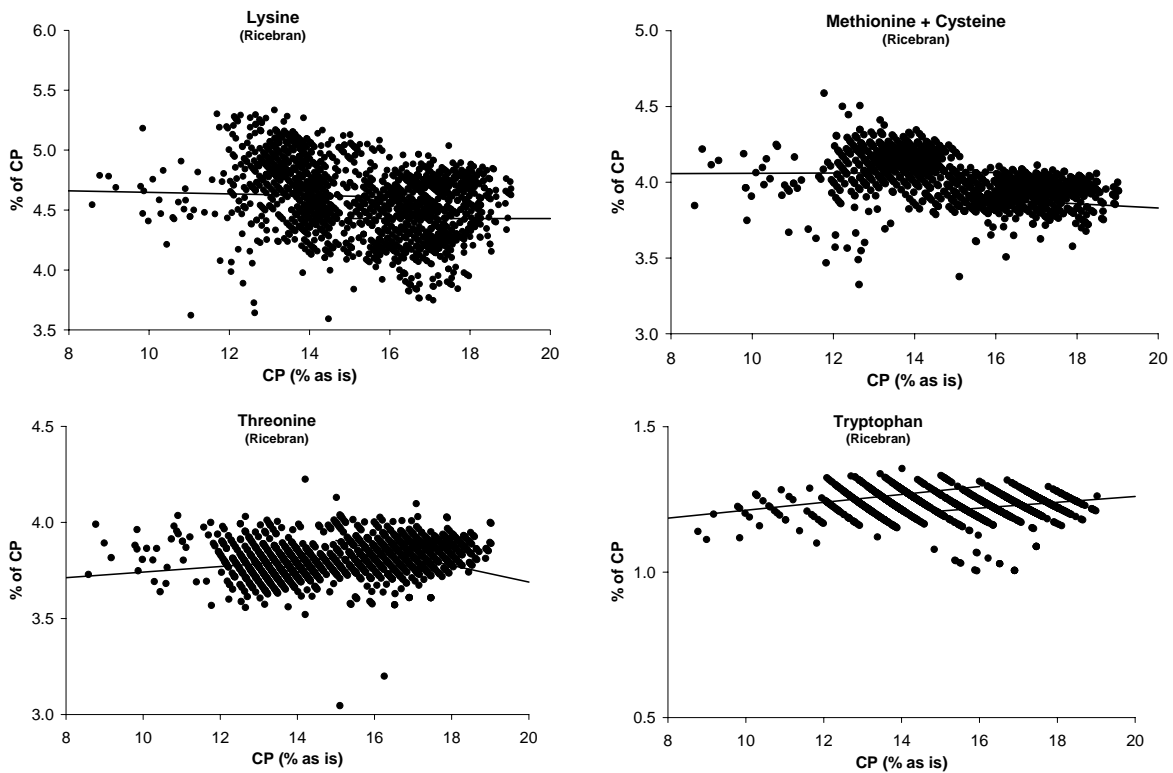 Lysine
(Ricebran)
6.0
5.5
5.0
4.5
4.0
3.5
% of CP
8 10 12 14 16 18 20
CP (% as is)
Methionine + Cysteine
(Ricebran)
5.0
4.5
4.0
3.5
3.0
% of CP
8 10 12 14 16 18 20
CP (% as is)
Threonine
(Ricebran)
4.5
4.0
3.5
3.0
% of CP
8 10 12 14 16 18 20
CP (% as is)
Tryptophan
(Ricebran)
1.5
1.0
0.5
% of CP
8 10 12 14 16 18 20
CP (% as is)